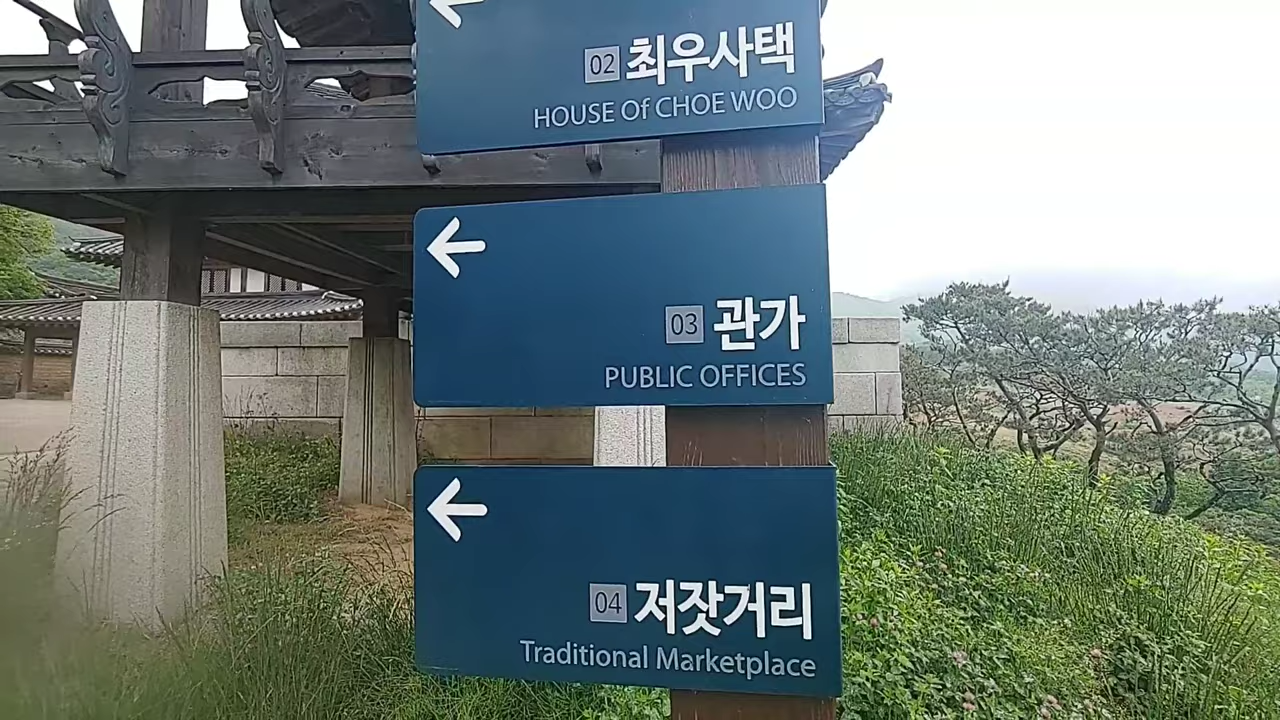 02 최우사택
HOUSE Of CHOE WOO
03 관가
PUBLIC OFFICES
04 저잣거리
Traditional Marketplace